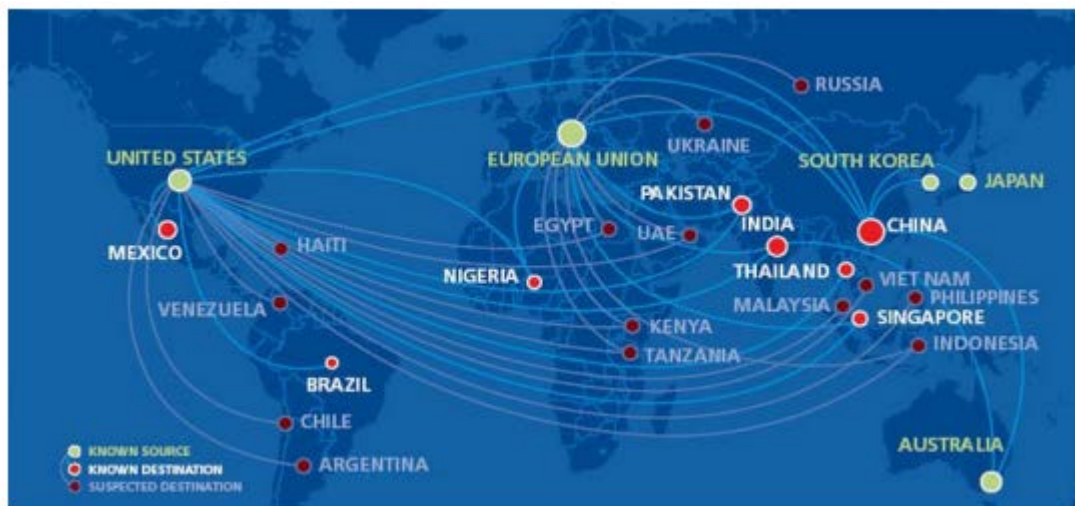 RUSSIA
UKRAINE
UNITED STATES
EUROPEAN UNION
SOUTH KOREA
JAPAN
PAKISTAN
MEXICO
HAITI
EGYPT
UAE
INDIA
CHINA
NIGERIA
THAILAND
VIET NAM
VENEZUELA
MALAYSIA
PHILIPPINES
KENYA
SINGAPORE
TANZANIA
INDONESIA
BRAZIL
CHILE
AUSTRALIA
ARGENTINA
KNOWN SOURCE
KNOWN DESTINATION
SUSPECTED DESTINATION